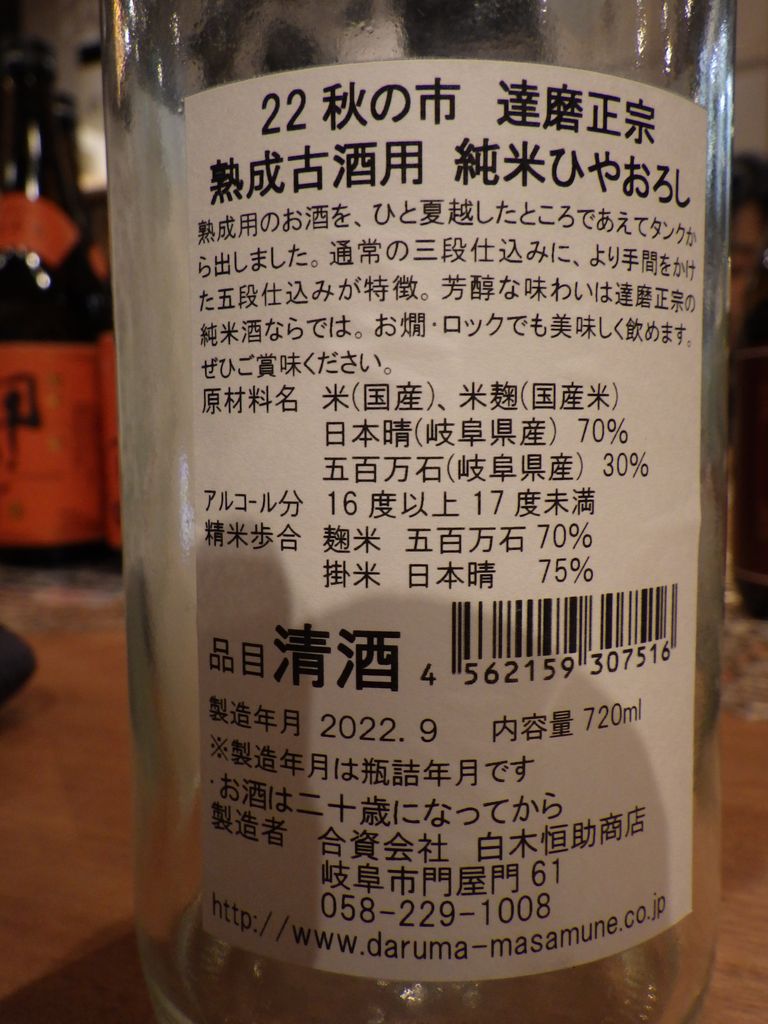 22 秋の市 達磨正宗
熟成古酒用 純米ひやおろし
熟成用のお酒を、ひと夏越したところであえてタンクか
ら出しました。通常の三段仕込みに、より手間をかけ
た五段仕込みが特徴。芳醇な味わいは達磨正宗の
純米酒ならでは。お燗・ロックでも美味しく飲めます。
ぜひご賞味ください。
原材料名 米(国産)、米麹(国産米)
日本晴(岐阜県産) 70%
五百万石(岐阜県産) 30%
アルコール分 16 度以上 17 度未満
精米歩合 麹米 五百万石 70%
掛米 日本晴 75%
品目 清酒
4 562159 307516
製造年月 2022. 9 内容量 720ml
※製造年月は瓶詰年月です
・お酒は二十歳になってから
製造者 合資会社 白木恒助商店
岐阜市門屋門 61
058-229-1008
http://www.daruma-masamune.co.jp